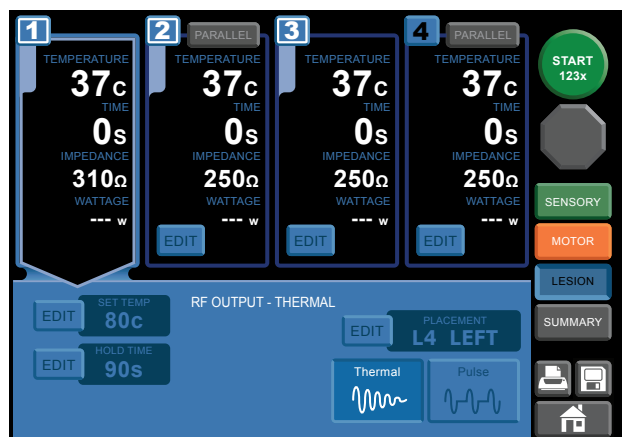 1
TEMPERATURE
37c
TIME
0s
IMPEDANCE
310Ω
WATTAGE
--- w
2 PARALLEL
TEMPERATURE
37c
TIME
0s
IMPEDANCE
250Ω
WATTAGE
--- w
EDIT
3
TEMPERATURE
37c
TIME
0s
IMPEDANCE
250Ω
WATTAGE
--- w
EDIT
4 PARALLEL
TEMPERATURE
37c
TIME
0s
IMPEDANCE
250Ω
WATTAGE
--- w
EDIT
START
123x
SENSORY
MOTOR
LESION
SUMMARY
RF OUTPUT - THERMAL
EDIT
SET TEMP
80c
EDIT
HOLD TIME
90s
EDIT
PLACEMENT
L4 LEFT
Thermal
Pulse